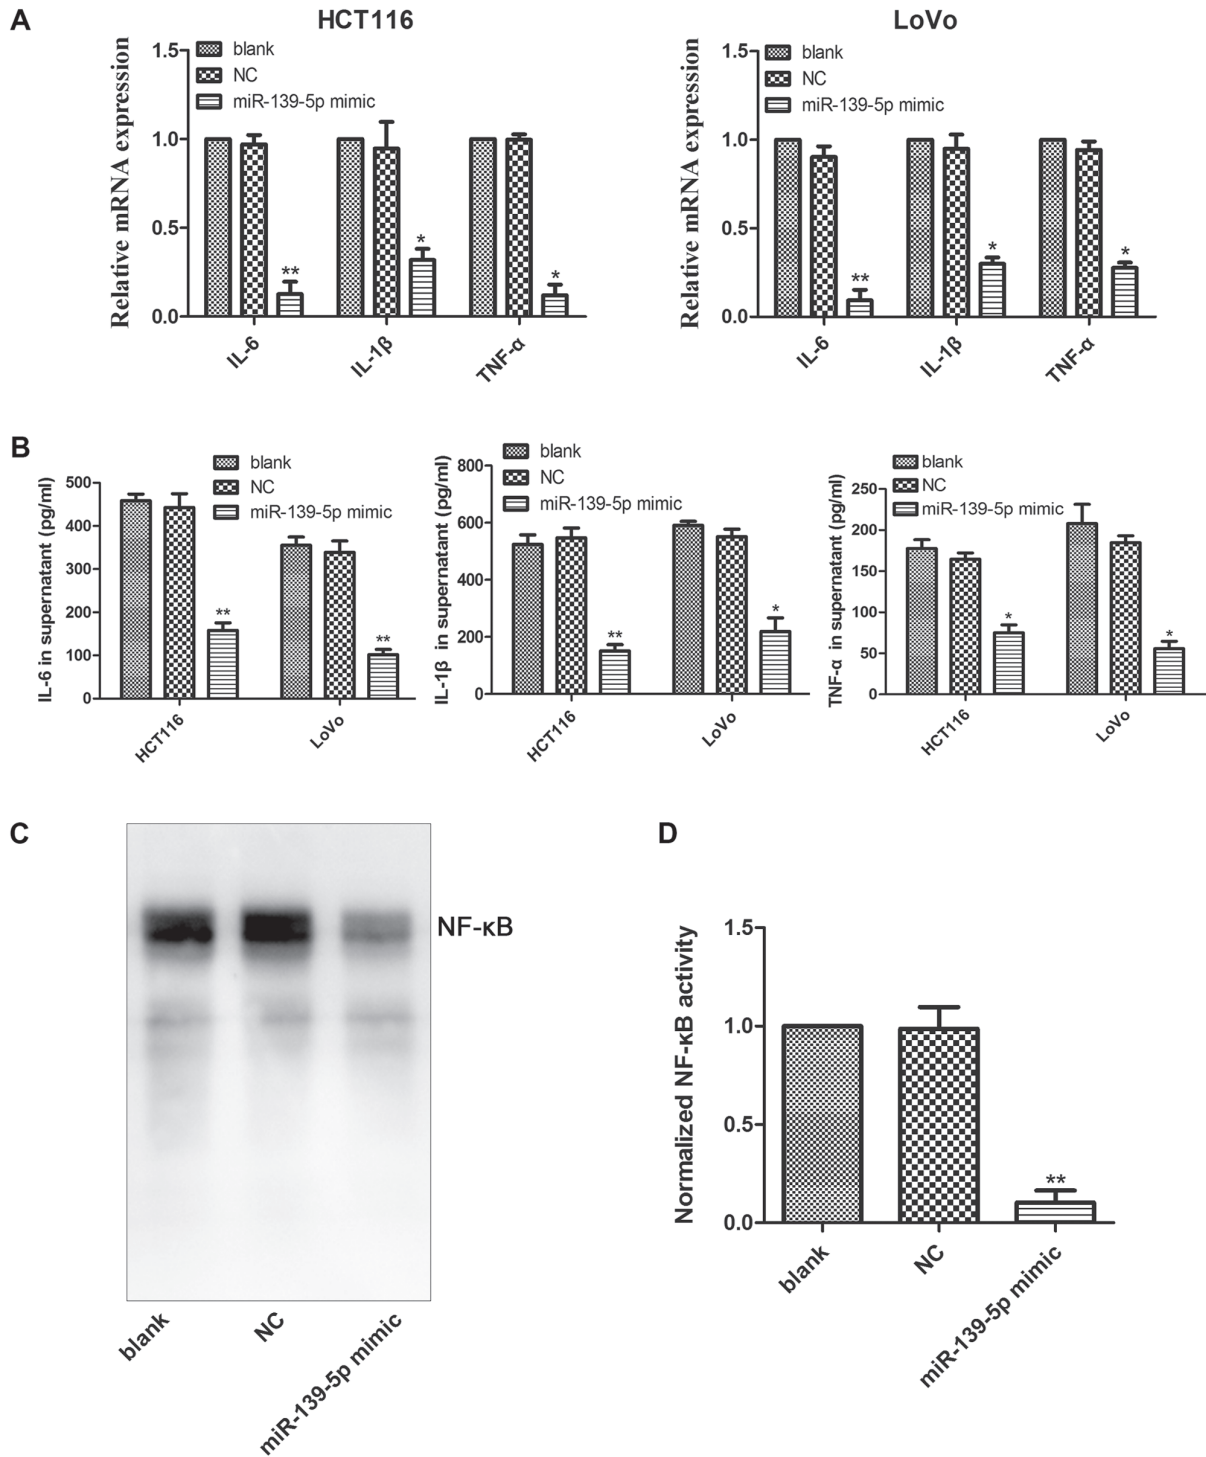 A
HCT116
LoVo
Relative mRNA expression
1.5
1.0
0.5
0.0
blank
NC
miR-139-5p mimic
**
*
*
IL-6
IL-1β
TNF-α
Relative mRNA expression
1.5
1.0
0.5
0.0
blank
NC
miR-139-5p mimic
**
*
*
IL-6
IL-1β
TNF-α
B
IL-6 in supernatant (pg/ml)
500
400
300
200
100
0
blank
NC
miR-139-5p mimic
**
**
HCT116
LoVo
IL-1β in supernatant (pg/ml)
800
600
400
200
0
blank
NC
miR-139-5p mimic
**
*
HCT116
LoVo
TNF-α in supernatant (pg/ml)
250
200
150
100
50
0
blank
NC
miR-139-5p mimic
*
*
HCT116
LoVo
C
NF-κB
blank
NC
miR-139-5p mimic
D
Normalized NF-κB activity
1.5
1.0
0.5
0.0
**
blank
NC
miR-139-5p mimic